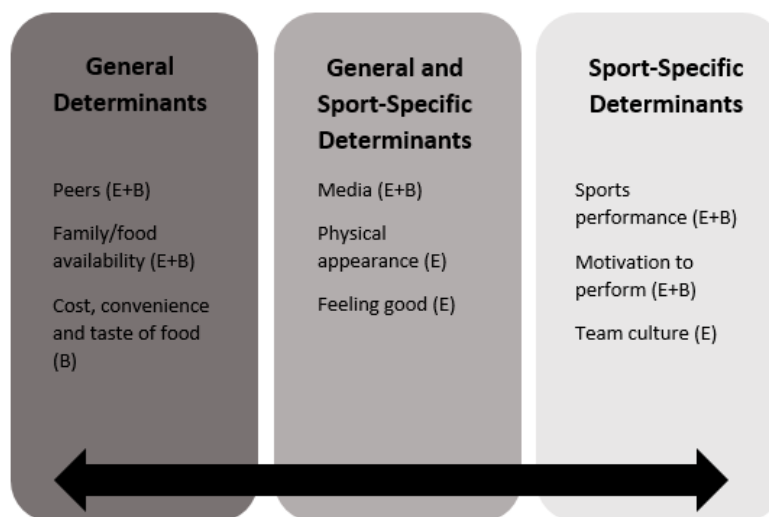 General
Determinants
Peers (E+B)
Family/food
availability (E+B)
Cost, convenience
and taste of food
(B)
General and
Sport-Specific
Determinants
Media (E+B)
Physical
appearance (E)
Feeling good (E)
Sport-Specific
Determinants
Sports
performance (E+B)
Motivation to
perform (E+B)
Team culture (E)